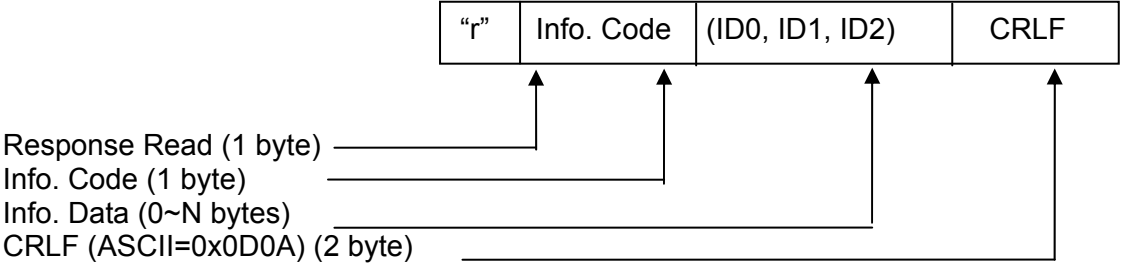 “r” Info. Code (ID0, ID1, ID2) CRLF
Response Read (1 byte)
Info. Code (1 byte)
Info. Data (0~N bytes)
CRLF (ASCII=0x0D0A) (2 byte)